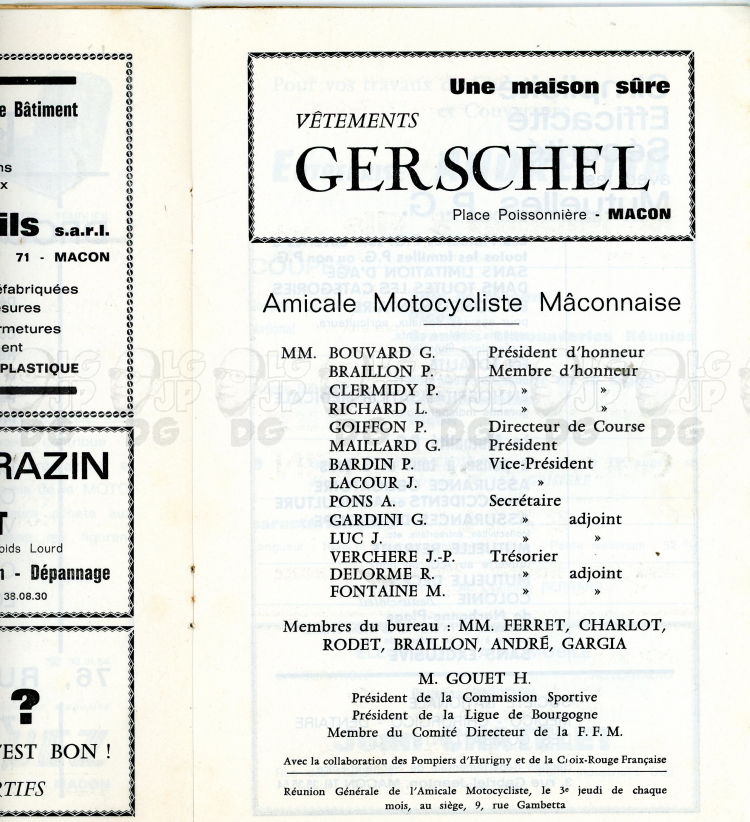 e Bâtiment
ns
x
ils s.a.r.l.
71 - MACON
éfabriquées
esures
rmetures
ent
PLASTIQUE
RAZIN
T
oids Lourd
n - Dépannage
38.08.30
?
'EST BON !
RTIFS
Une maison sûre
VÊTEMENTS
GERSCHEL
Place Poissonnière - MACON
Amicale Motocycliste Mâconnaise
MM. BOUVARD G. Président d'honneur
BRAILLON P. Membre d'honneur
CLERMIDY P. » »
RICHARD L. » »
GOIFFON P. Directeur de Course
MAILLARD G. Président
BARDIN P. Vice-Président
LACOUR J. »
PONS A. Secrétaire
GARDINI G. » adjoint
LUC J. » »
VERCHERE J.-P. Trésorier
DELORME R. » adjoint
FONTAINE M. » »
Membres du bureau : MM. FERRET, CHARLOT,
RODET, BRAILLON, ANDRÉ, GARGIA
M. GOUET H.
Président de la Commission Sportive
Président de la Ligue de Bourgogne
Membre du Comité Directeur de la F. F. M.
Avec la collaboration des Pompiers d'Hurigny et de la Croix-Rouge Française
Réunion Générale de l'Amicale Motocycliste, le 3e jeudi de chaque
mois, au siège, 9, rue Gambetta